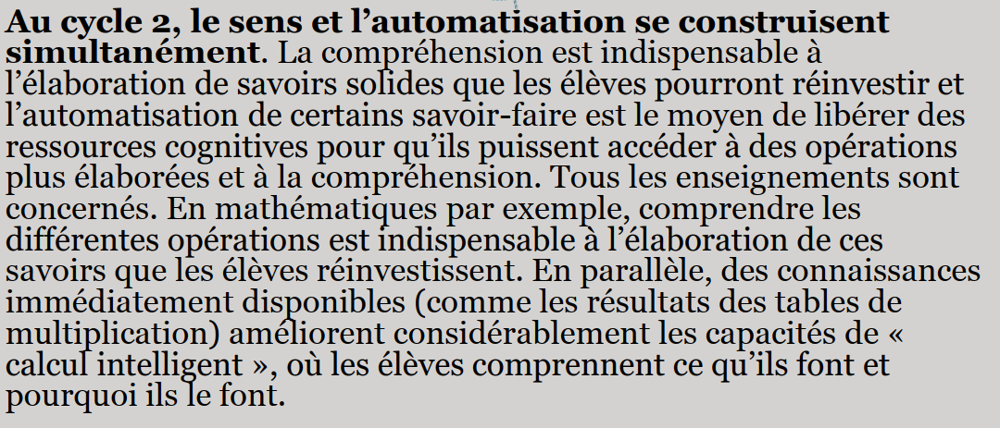 Au cycle 2, le sens et l’automatisation se construisent
simultanément. La compréhension est indispensable à
l’élaboration de savoirs solides que les élèves pourront réinvestir et
l’automatisation de certains savoir-faire est le moyen de libérer des
ressources cognitives pour qu’ils puissent accéder à des opérations
plus élaborées et à la compréhension. Tous les enseignements sont
concernés. En mathématiques par exemple, comprendre les
différentes opérations est indispensable à l’élaboration de ces
savoirs que les élèves réinvestissent. En parallèle, des connaissances
immédiatement disponibles (comme les résultats des tables de
multiplication) améliorent considérablement les capacités de «
calcul intelligent », où les élèves comprennent ce qu’ils font et
pourquoi ils le font.